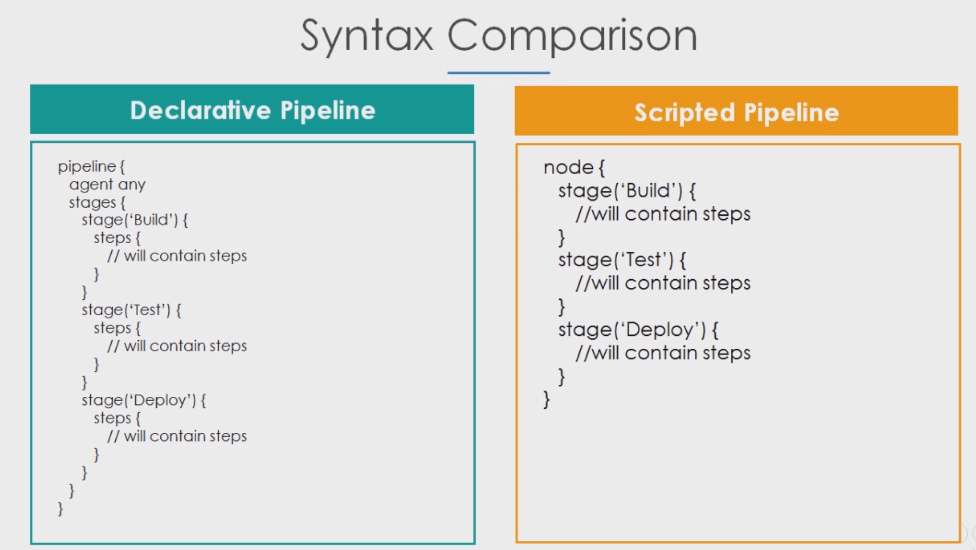 Syntax Comparison
Declarative Pipeline
pipeline {
agent any
stages {
stage(‘Build’) {
steps {
// will contain steps
}
}
stage(‘Test’) {
steps {
// will contain steps
}
}
stage(‘Deploy’) {
steps {
// will contain steps
}
}
}
}
Scripted Pipeline
node {
stage(‘Build’) {
//will contain steps
}
stage(‘Test’) {
//will contain steps
}
stage(‘Deploy’) {
//will contain steps
}
}